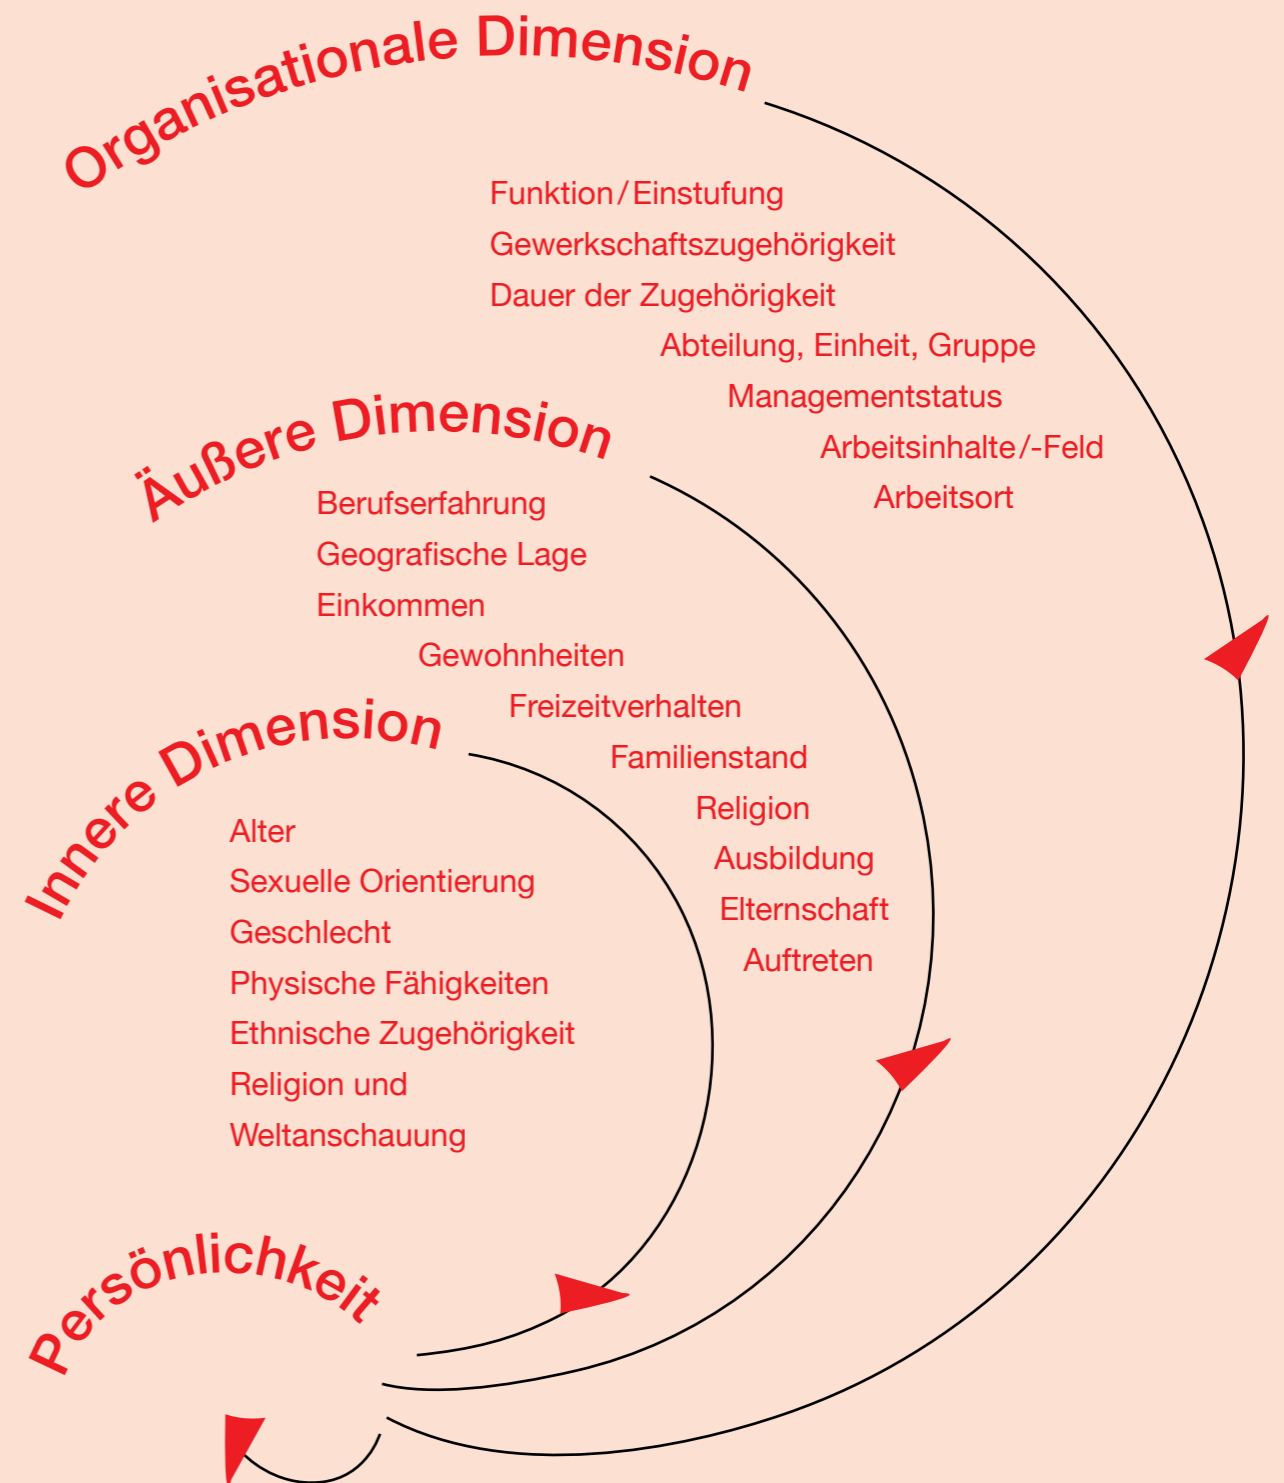 Organisationale Dimension
Funktion/Einstufung
Gewerkschaftszugehörigkeit
Dauer der Zugehörigkeit
Abteilung, Einheit, Gruppe
Managementstatus
Arbeitsinhalte/-Feld
Arbeitsort
Äußere Dimension
Berufserfahrung
Geografische Lage
Einkommen
Gewohnheiten
Freizeitverhalten
Familienstand
Religion
Ausbildung
Elternschaft
Auftreten
Innere Dimension
Alter
Sexuelle Orientierung
Geschlecht
Physische Fähigkeiten
Ethnische Zugehörigkeit
Religion und
Weltanschauung
Persönlichkeit